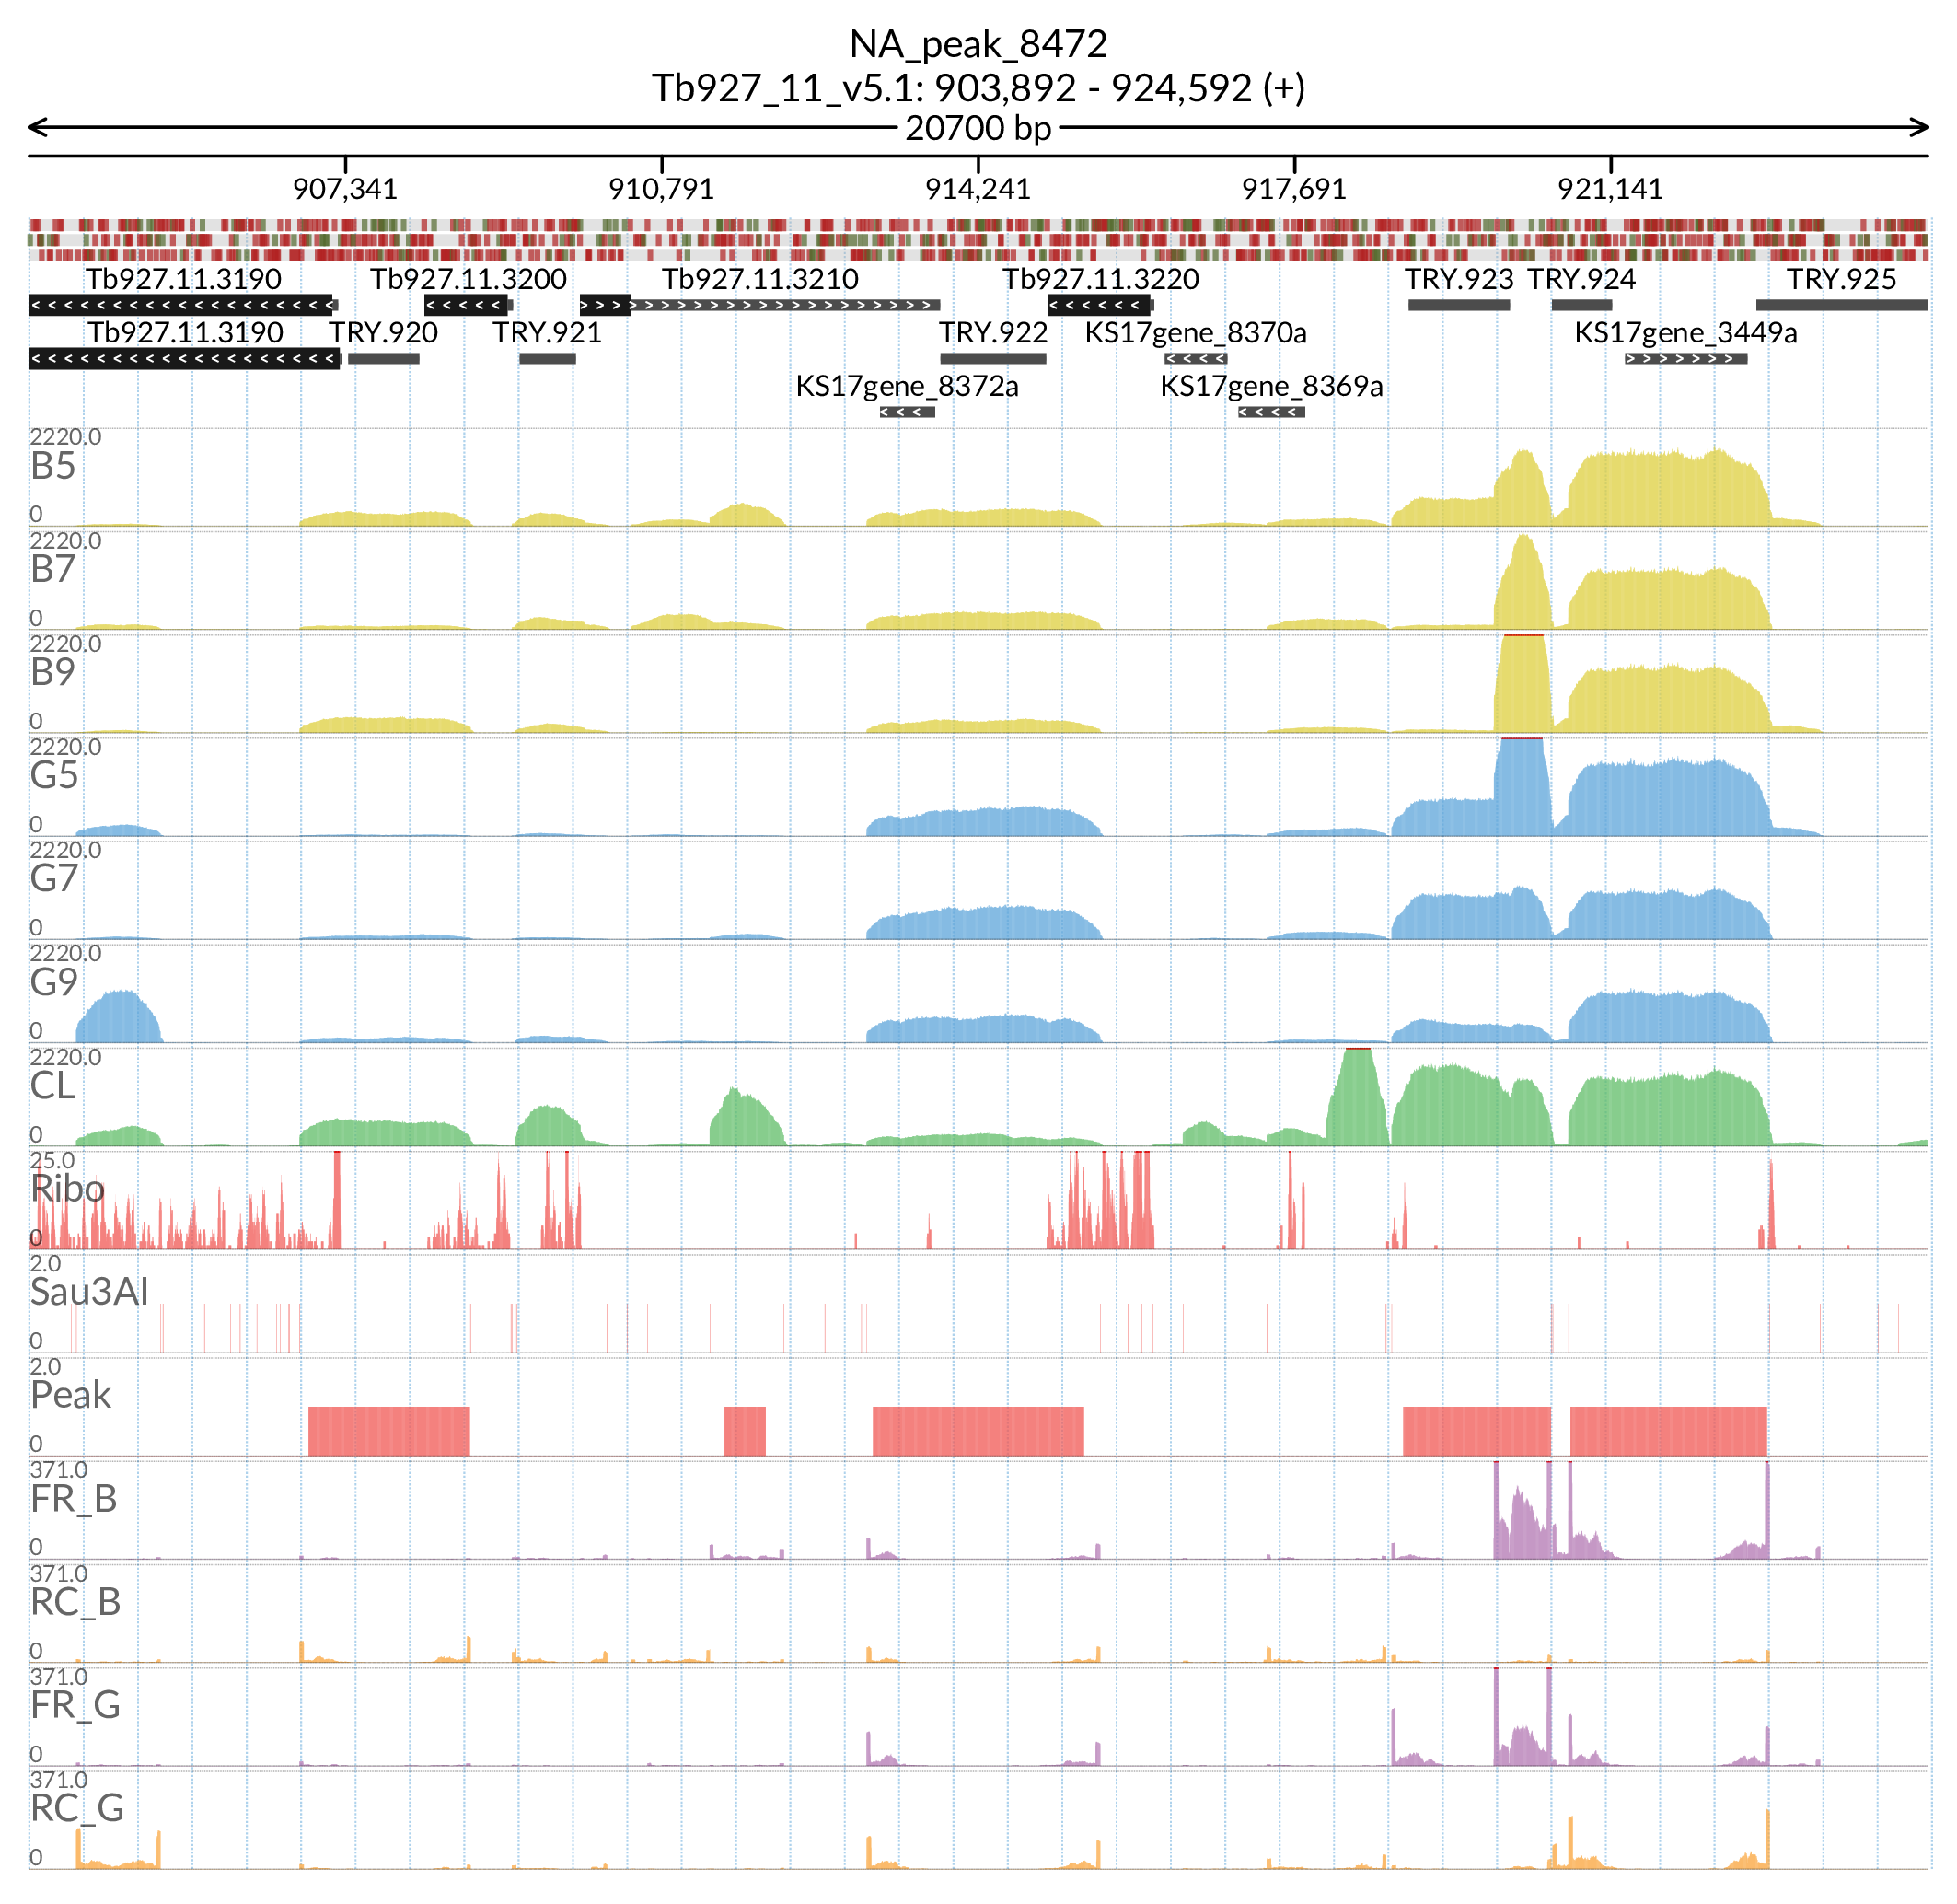 NA_peak_8472
Tb927_11_v5.1: 903,892 - 924,592 (+)
20700 bp
907,341 910,791 914,241 917,691 921,141
Tb927.11.3190 Tb927.11.3200 Tb927.11.3210 Tb927.11.3220 TRY.923 TRY.924 TRY.925
Tb927.11.3190 TRY.920 TRY.921 TRY.922 KS17gene_8370a KS17gene_3449a
KS17gene_8372a KS17gene_8369a
2220.0
B5
0
2220.0
B7
0
2220.0
B9
0
2220.0
G5
0
2220.0
G7
0
2220.0
G9
0
2220.0
CL
0
25.0
Ribo
0
2.0
Sau3AI
0
2.0
Peak
0
371.0
FR_B
0
371.0
RC_B
0
371.0
FR_G
0
371.0
RC_G
0